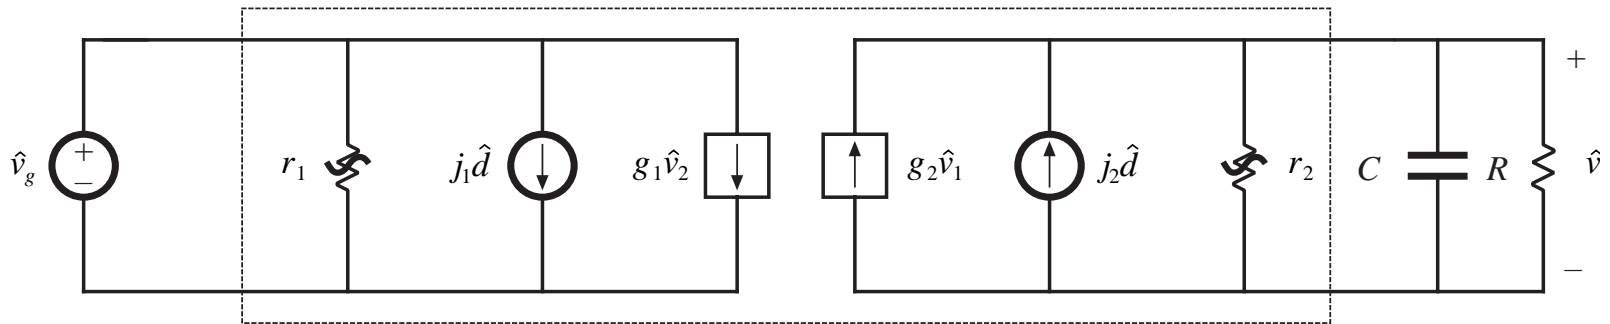 v̂g
+
−
r1
j1d̂
g1v̂2
g2v̂1
j2d̂
r2
C
R
+
v̂
−